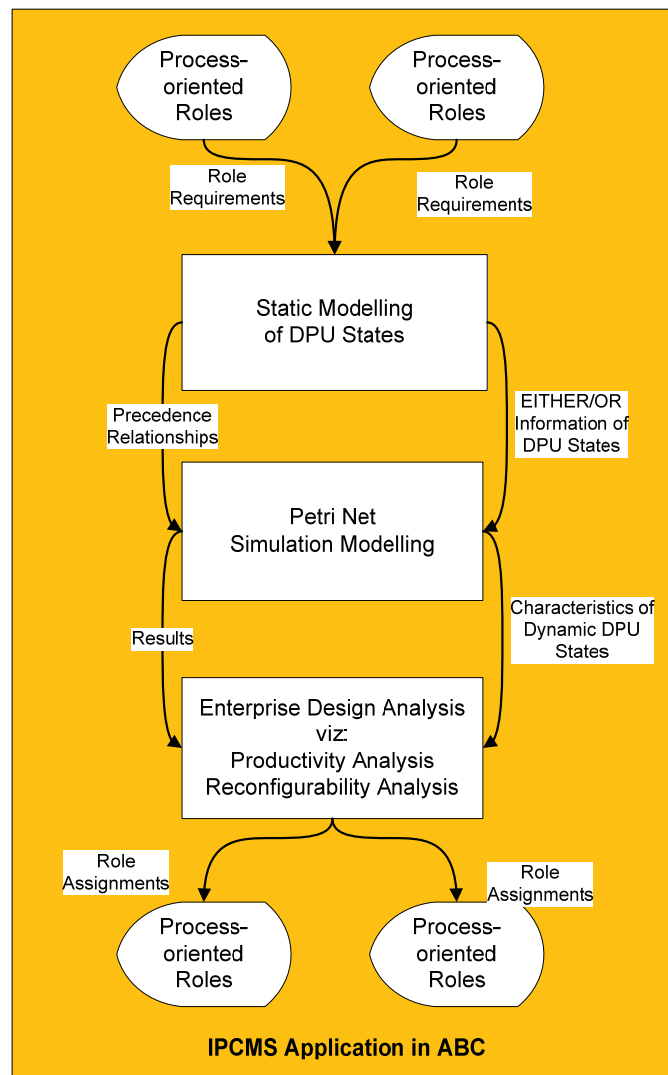 Process-
oriented
Roles
Process-
oriented
Roles
Role
Requirements
Role
Requirements
Static Modelling
of DPU States
Precedence
Relationships
EITHER/OR
Information of
DPU States
Petri Net
Simulation Modelling
Results
Characteristics of
Dynamic DPU
States
Enterprise Design Analysis
viz:
Productivity Analysis
Reconfigurability Analysis
Role
Assignments
Role
Assignments
Process-
oriented
Roles
Process-
oriented
Roles
IPCMS Application in ABC